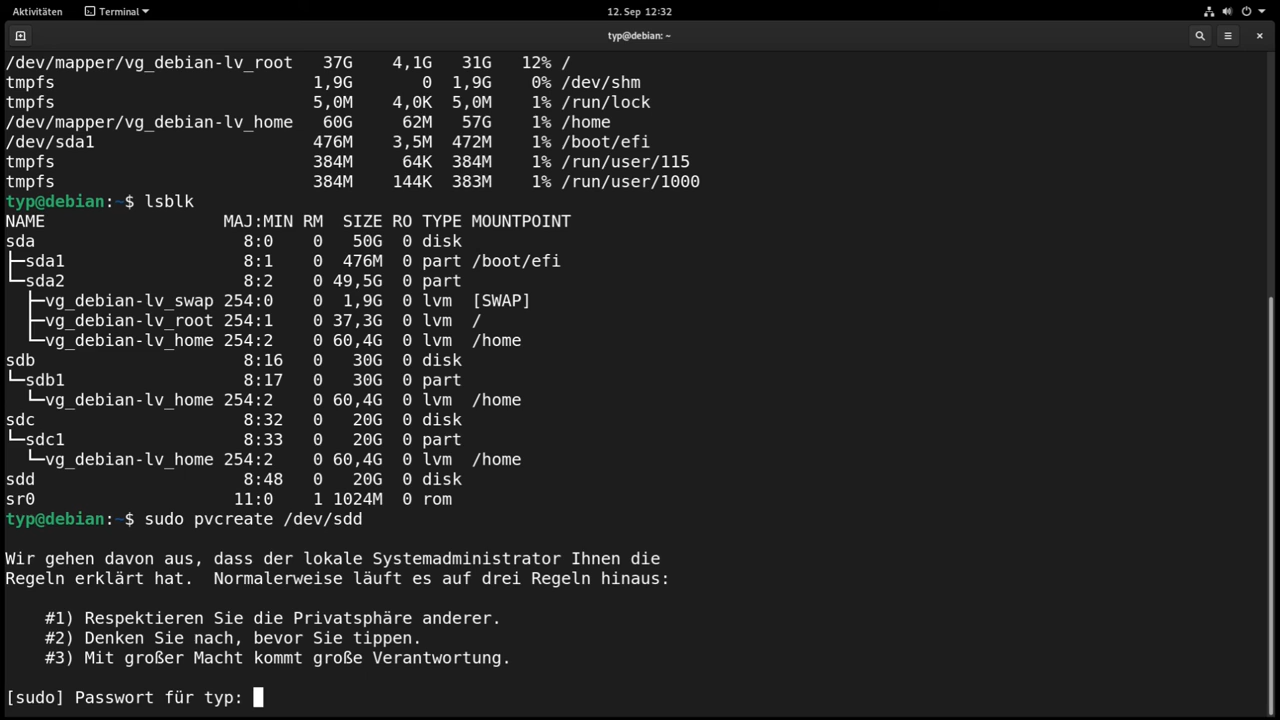 Aktivitäten Terminal 12. Sep 12:32
typ@debian: ~
/dev/mapper/vg_debian-lv_root 37G 4,1G 31G 12% /
tmpfs 1,9G 0 1,9G 0% /dev/shm
tmpfs 5,0M 4,0K 5,0M 1% /run/lock
/dev/mapper/vg_debian-lv_home 60G 62M 57G 1% /home
/dev/sda1 476M 3,5M 472M 1% /boot/efi
tmpfs 384M 64K 384M 1% /run/user/115
tmpfs 384M 144K 383M 1% /run/user/1000
typ@debian:~$ lsblk
NAME MAJ:MIN RM SIZE RO TYPE MOUNTPOINT
sda 8:0 0 50G 0 disk
├─sda1 8:1 0 476M 0 part /boot/efi
└─sda2 8:2 0 49,5G 0 part
├─vg_debian-lv_swap 254:0 0 1,9G 0 lvm [SWAP]
├─vg_debian-lv_root 254:1 0 37,3G 0 lvm /
└─vg_debian-lv_home 254:2 0 60,4G 0 lvm /home
sdb 8:16 0 30G 0 disk
└─sdb1 8:17 0 30G 0 part
└─vg_debian-lv_home 254:2 0 60,4G 0 lvm /home
sdc 8:32 0 20G 0 disk
└─sdc1 8:33 0 20G 0 part
└─vg_debian-lv_home 254:2 0 60,4G 0 lvm /home
sdd 8:48 0 20G 0 disk
sr0 11:0 1 1024M 0 rom
typ@debian:~$ sudo pvcreate /dev/sdd
Wir gehen davon aus, dass der lokale Systemadministrator Ihnen die
Regeln erklärt hat. Normalerweise läuft es auf drei Regeln hinaus:
#1) Respektieren Sie die Privatsphäre anderer.
#2) Denken Sie nach, bevor Sie tippen.
#3) Mit großer Macht kommt große Verantwortung.
[sudo] Passwort für typ: